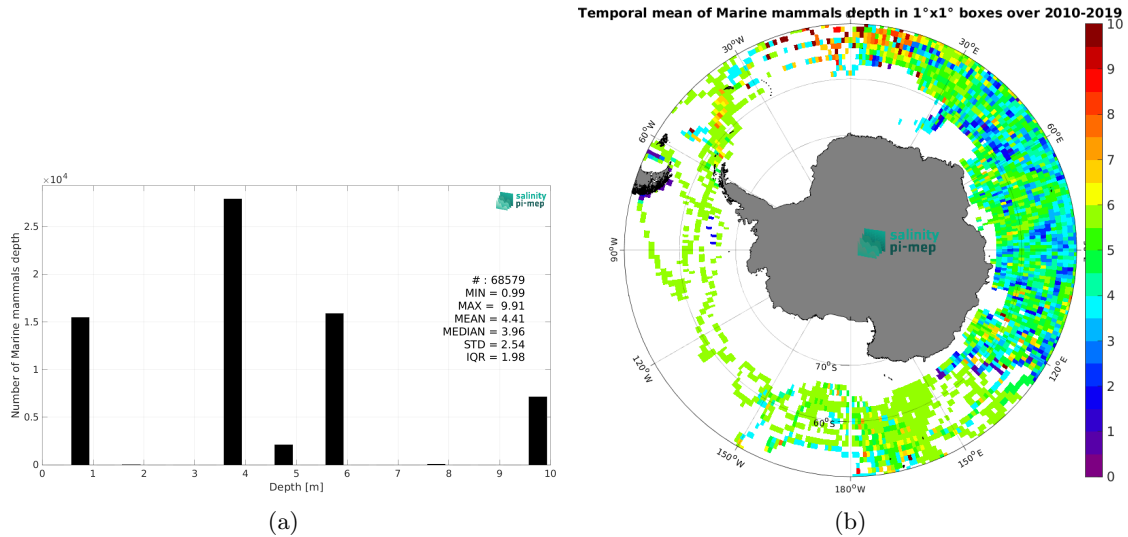 Temporal mean of Marine mammals depth in 1°x1° boxes over 2010-2019
×10⁴
Number of Marine mammals depth
2.5
2
1.5
1
0.5
0
salinity
pi-mep
# : 68579
MIN = 0.99
MAX = 9.91
MEAN = 4.41
MEDIAN = 3.96
STD = 2.54
IQR = 1.98
0 1 2 3 4 5 6 7 8 9 10
Depth [m]
(a)
30°W
30°E
60°W
60°E
90°W
120°W
120°E
150°W
150°E
180°W
70°S
60°S
salinity
pi-mep
10
9
8
7
6
5
4
3
2
1
0
(b)